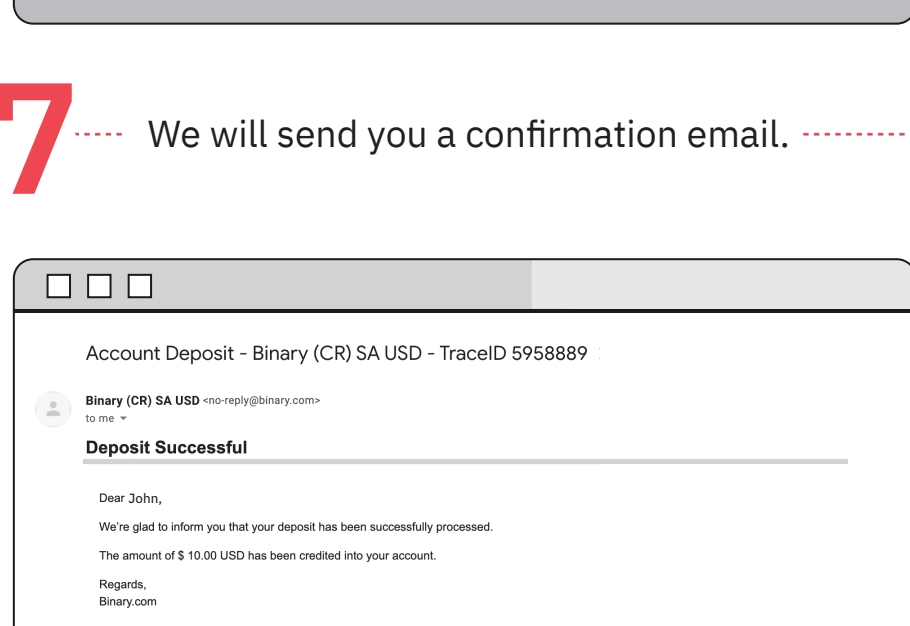 7 We will send you a confirmation email.
Account Deposit - Binary (CR) SA USD - TraceID 5958889
Binary (CR) SA USD <no-reply@binary.com>
to me
Deposit Successful
Dear John,
We're glad to inform you that your deposit has been successfully processed.
The amount of $ 10.00 USD has been credited into your account.
Regards,
Binary.com